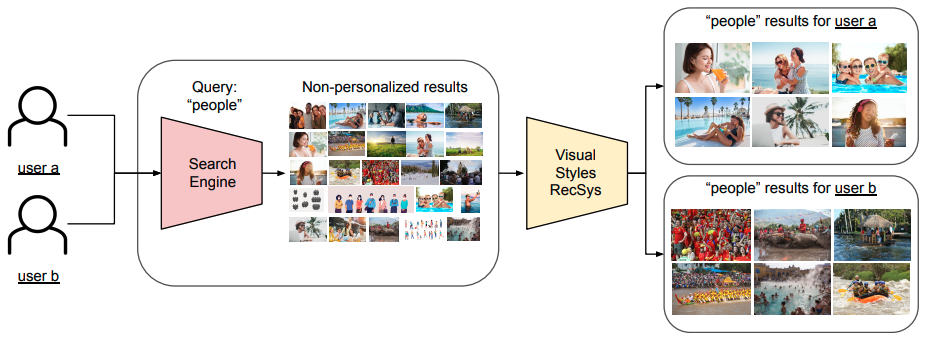 user a
user b
Query:
“people”
Search
Engine
Non-personalized results
Visual
Styles
RecSys
“people” results for user a
“people” results for user b